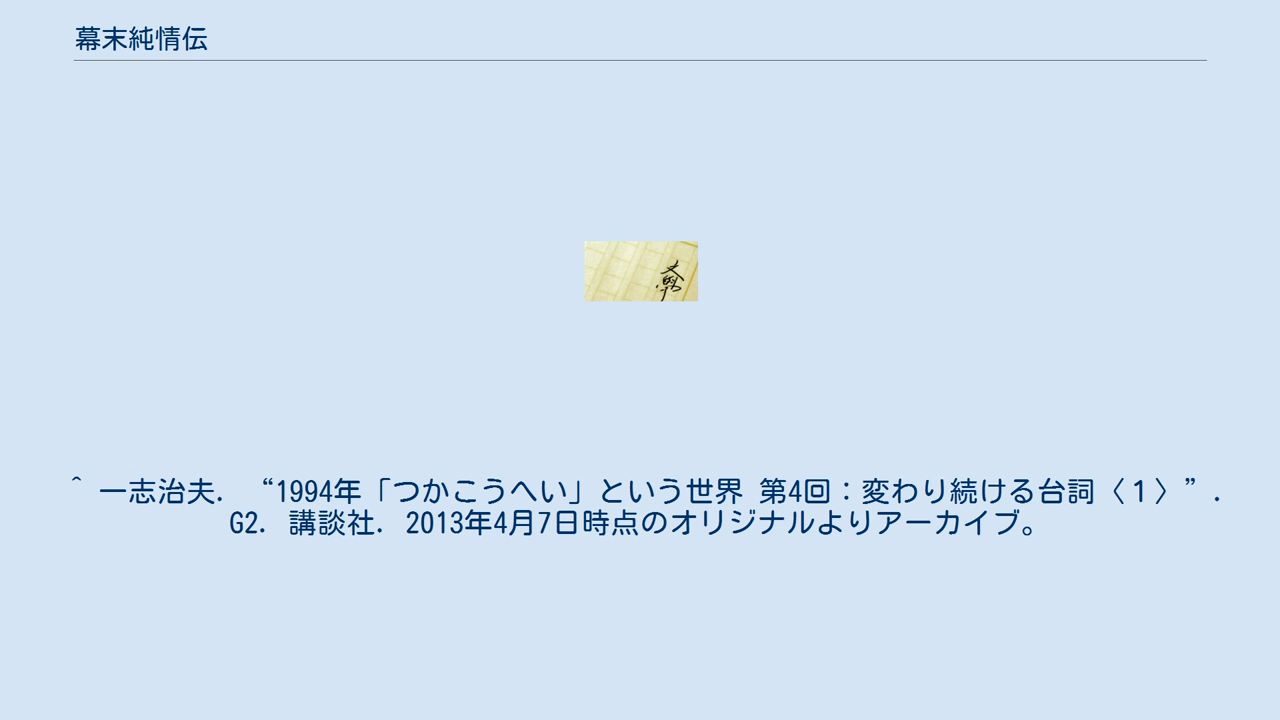 幕末純情伝
^ 一志治夫. “1994年「つかこうへい」という世界 第4回：変わり続ける台詞〈１〉”.
G2. 講談社. 2013年4月7日時点のオリジナルよりアーカイブ。